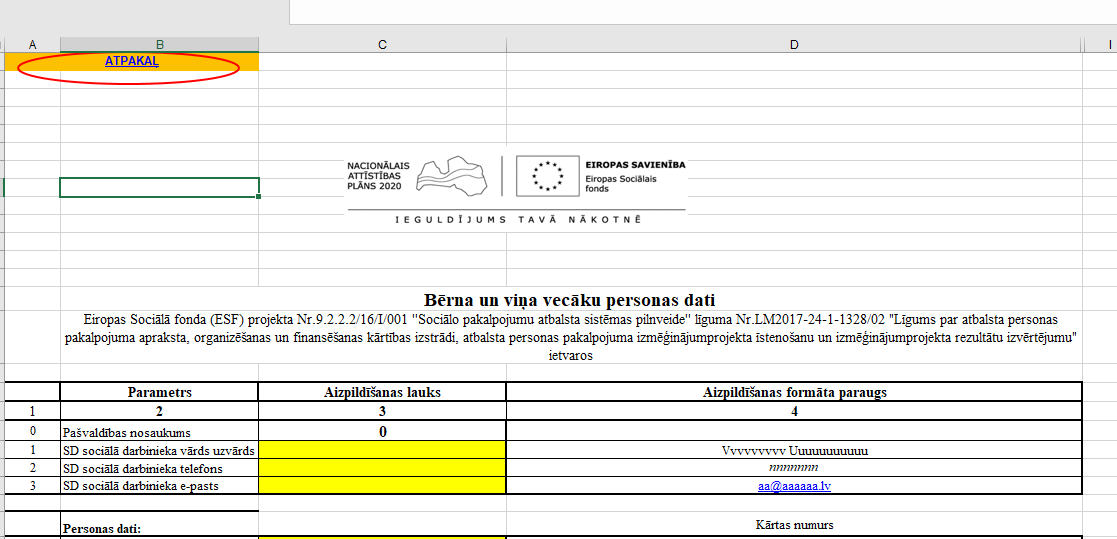 A B C D I
ATPAKAĻ
NACIONĀLAIS
ATTĪSTĪBAS
PLĀNS 2020
EIROPAS SAVIENĪBA
Eiropas Sociālais
fonds
IEGULDĪJUMS TAVĀ NĀKOTNĒ
Bērna un viņa vecāku personas dati
Eiropas Sociālā fonda (ESF) projekta Nr.9.2.2.2/16/I/001 "Sociālo pakalpojumu atbalsta sistēmas pilnveide" līguma Nr.LM2017-24-1-1328/02 "Līgums par atbalsta personas
pakalpojuma apraksta, organizēšanas un finansēšanas kārtības izstrādi, atbalsta personas pakalpojuma izmēģinājumprojekta īstenošanu un izmēģinājumprojekta rezultātu izvērtējumu"
ietvaros
Parametrs Aizpildīšanas lauks Aizpildīšanas formāta paraugs
1 2 3 4
0 Pašvaldības nosaukums 0
1 SD sociālā darbinieka vārds uzvārds Vvvvvvvvv Uuuuuuuuuuu
2 SD sociālā darbinieka telefons nnnnnnnn
3 SD sociālā darbinieka e-pasts aa@aaaaaa.lv
Personas dati: Kārtas numurs